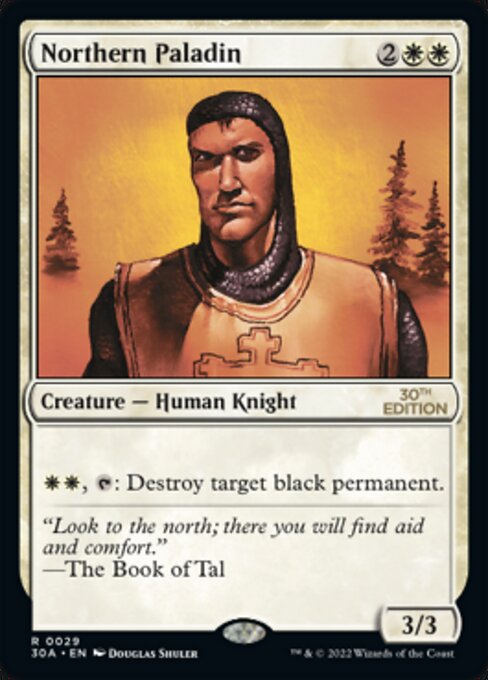 Northern Paladin 2
Creature — Human Knight
30TH
EDITION
, : Destroy target black permanent.
“Look to the north; there you will find aid
and comfort.”
—The Book of Tal
3/3
R 0029
30A • EN DOUGLAS SHULER
™ & © 2022 Wizards of the Coast